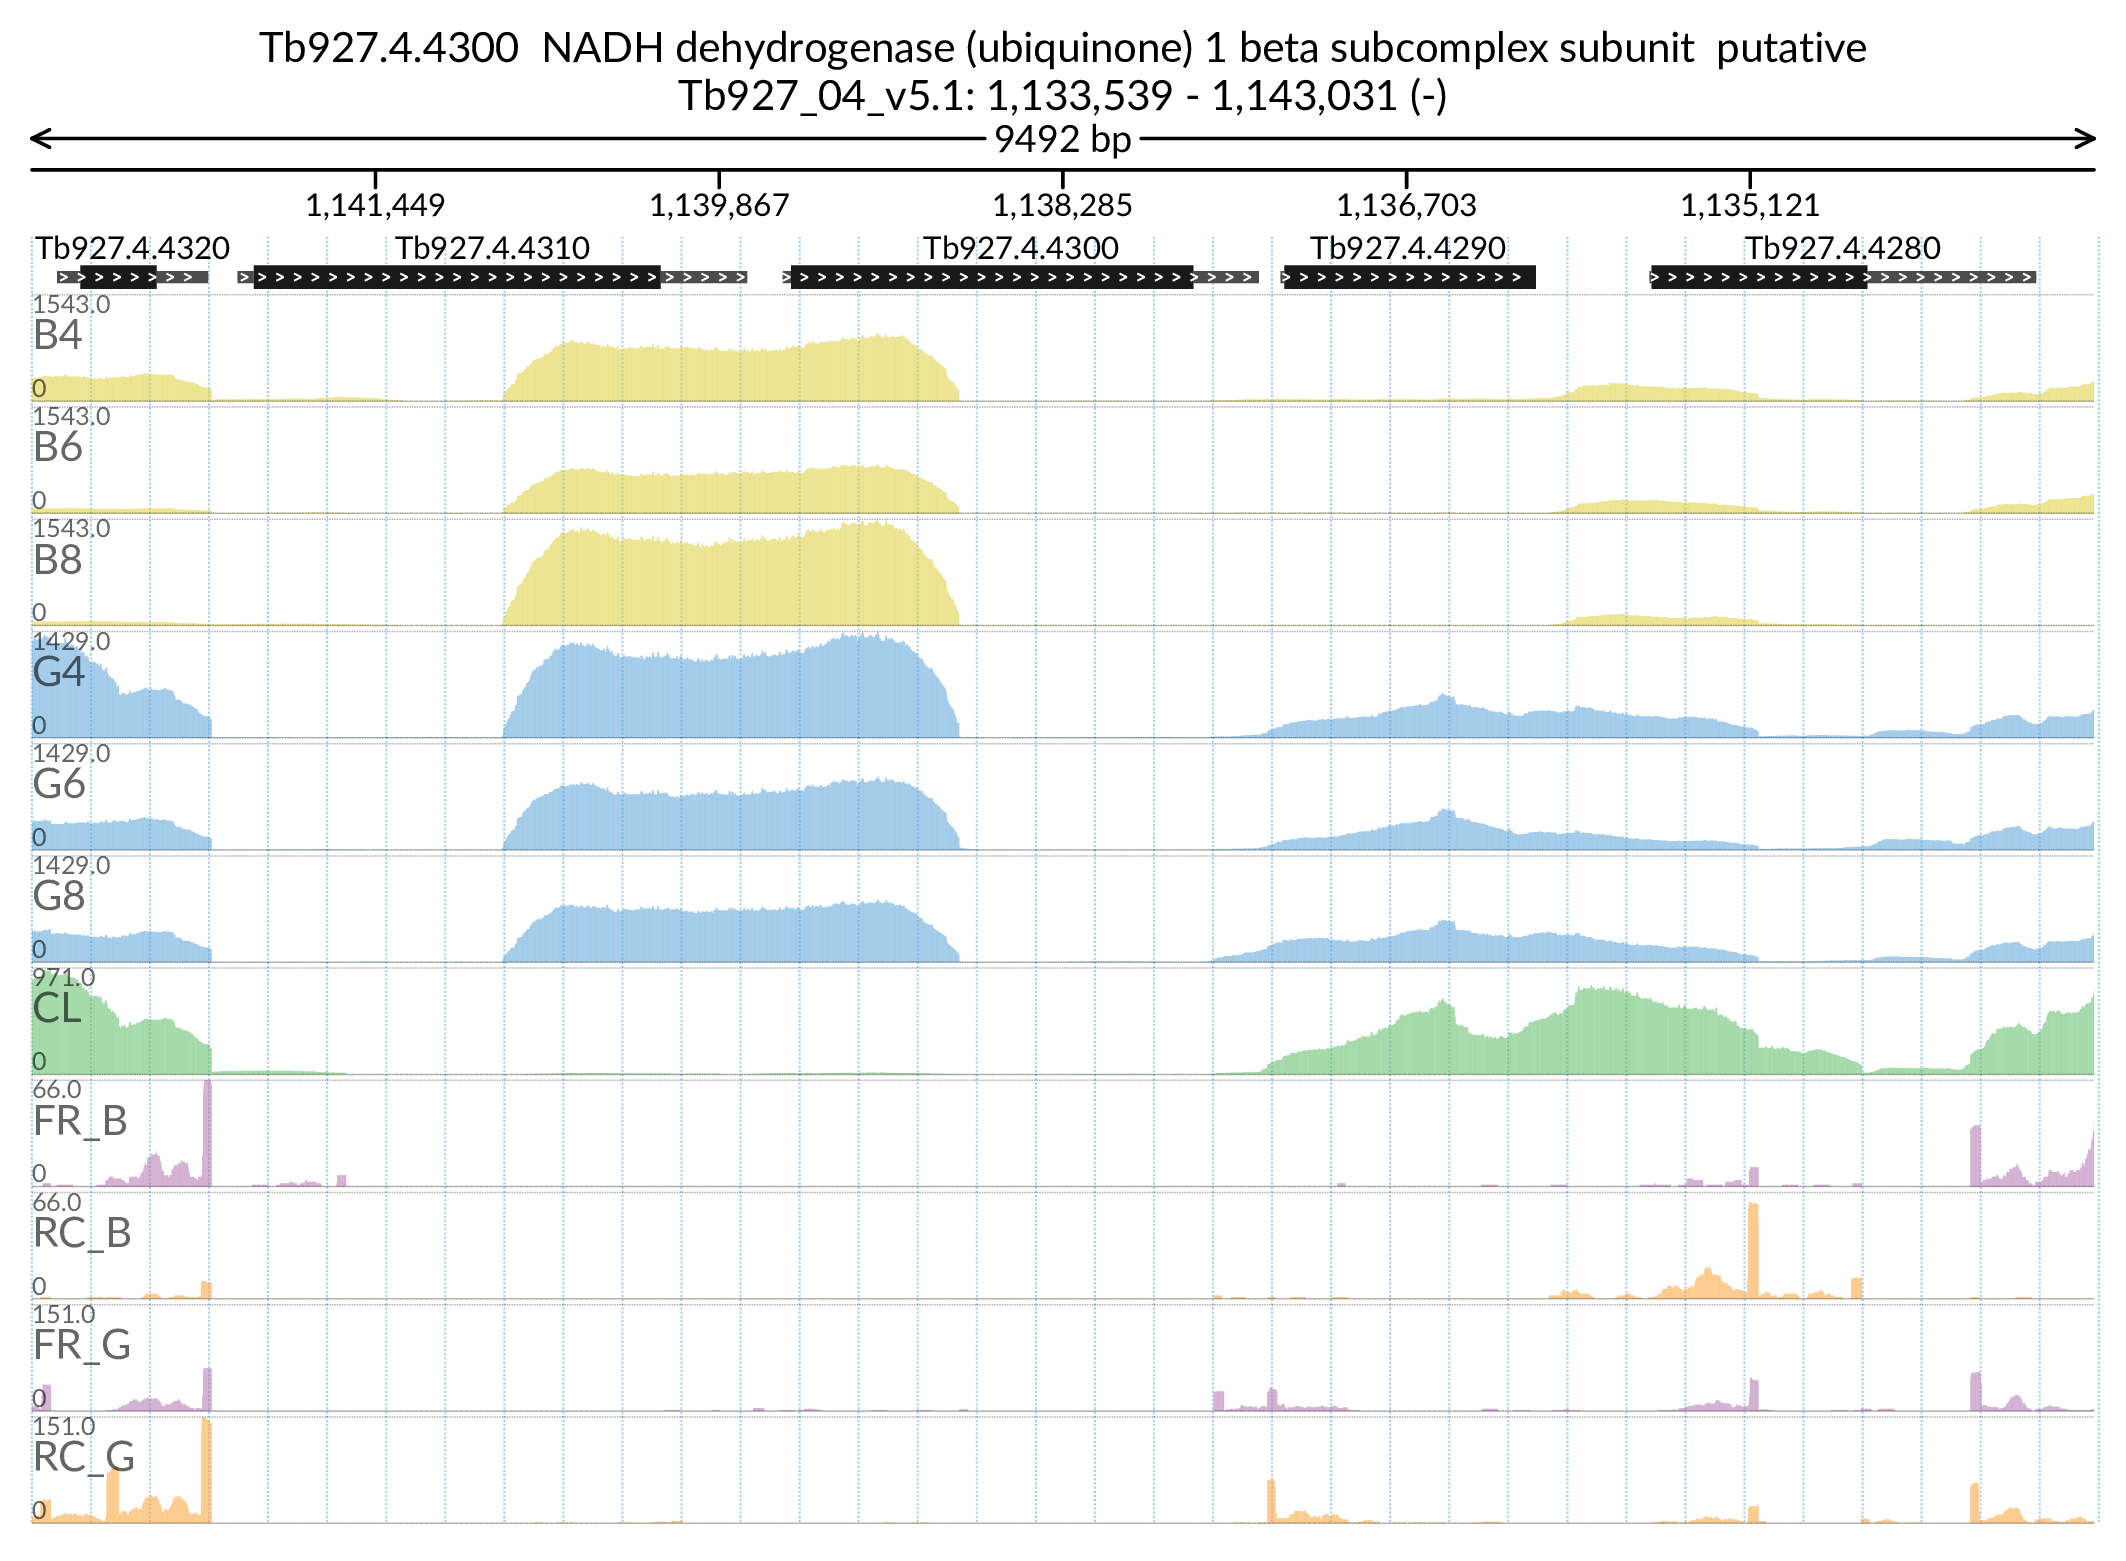 Tb927.4.4300  NADH dehydrogenase (ubiquinone) 1 beta subcomplex subunit  putative
Tb927_04_v5.1: 1,133,539 - 1,143,031 (-)
9492 bp
1,141,449 1,139,867 1,138,285 1,136,703 1,135,121
Tb927.4.4320 Tb927.4.4310 Tb927.4.4300 Tb927.4.4290 Tb927.4.4280
1543.0
B4
0
1543.0
B6
0
1543.0
B8
0
1429.0
G4
0
1429.0
G6
0
1429.0
G8
0
971.0
CL
0
66.0
FR_B
0
66.0
RC_B
0
151.0
FR_G
0
151.0
RC_G
0